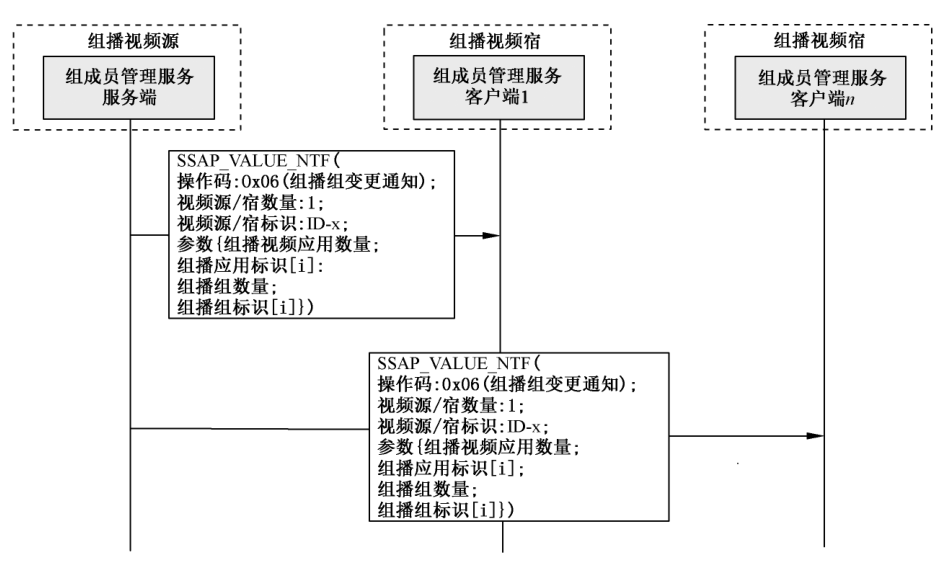 组播视频源
组成员管理服务
服务端
组播视频宿
组成员管理服务
客户端1
组播视频宿
组成员管理服务
客户端n
SSAP_VALUE_NTF(
操作码:0x06(组播组变更通知);
视频源/宿数量:1;
视频源/宿标识:ID-x;
参数{组播视频应用数量;
组播应用标识[i]:
组播组数量;
组播组标识[i]})
SSAP_VALUE_NTF(
操作码:0x06(组播组变更通知);
视频源/宿数量:1;
视频源/宿标识:ID-x;
参数{组播视频应用数量;
组播应用标识[i];
组播组数量;
组播组标识[i]})